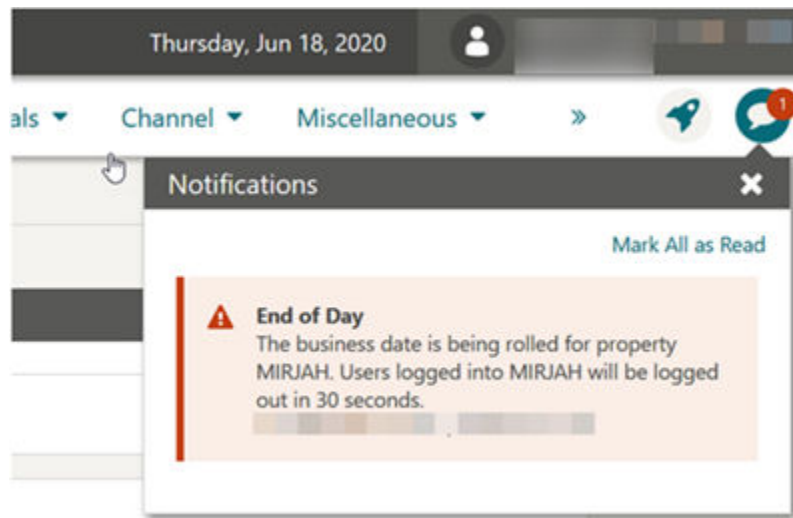 Thursday, Jun 18, 2020
als Channel Miscellaneous »
1
Notifications
Mark All as Read
End of Day
The business date is being rolled for property
MIRJAH. Users logged into MIRJAH will be logged
out in 30 seconds.